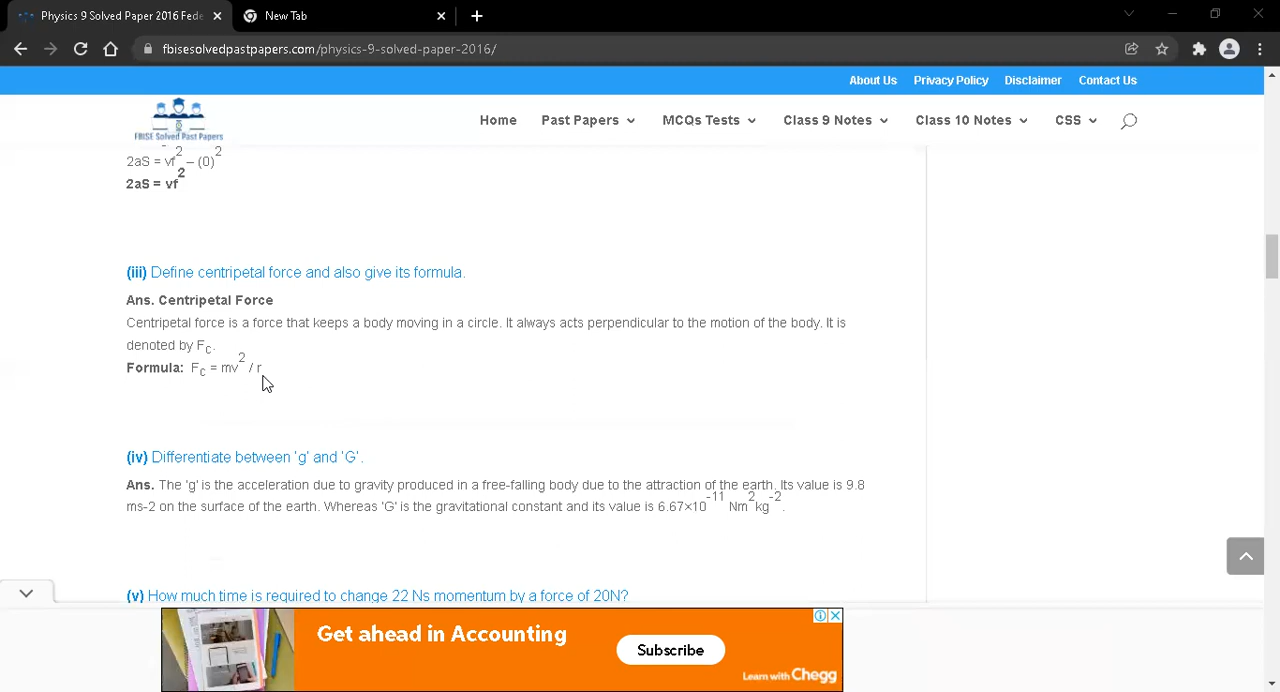 Physics 9 Solved Paper 2016 Fede
New Tab
fbisesolvedpastpapers.com/physics-9-solved-paper-2016/
About Us Privacy Policy Disclaimer Contact Us
FBISE Solved Past Papers
Home Past Papers MCQs Tests Class 9 Notes Class 10 Notes CSS
2aS = vf² – (0)²
2aS = vf²
(iii) Define centripetal force and also give its formula.
Ans. Centripetal Force
Centripetal force is a force that keeps a body moving in a circle. It always acts perpendicular to the motion of the body. It is
denoted by Fc.
Formula: Fc = mv² / r
(iv) Differentiate between 'g' and 'G'.
Ans. The 'g' is the acceleration due to gravity produced in a free-falling body due to the attraction of the earth. Its value is 9.8
ms-2 on the surface of the earth. Whereas 'G' is the gravitational constant and its value is 6.67×10⁻¹¹ Nm²kg⁻².
(v) How much time is required to change 22 Ns momentum by a force of 20N?
Get ahead in Accounting
Subscribe
Learn with Chegg